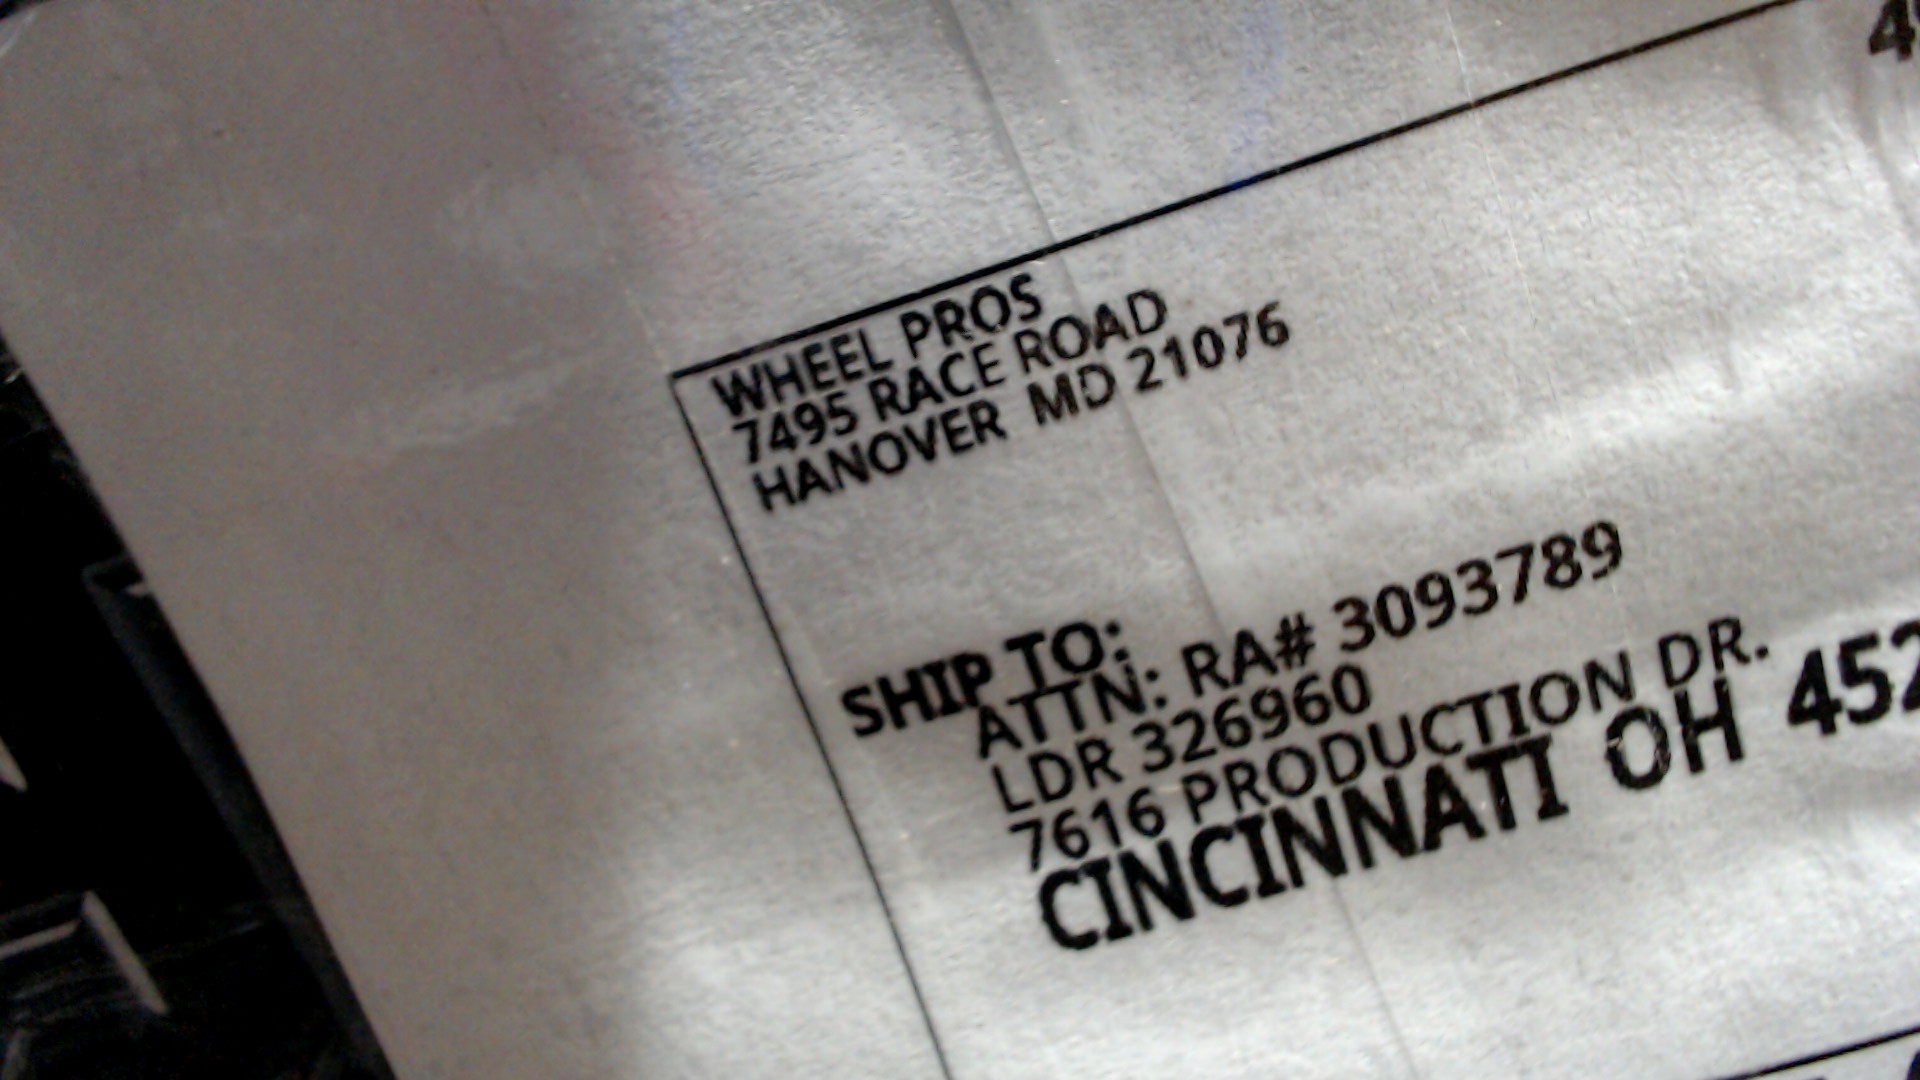 WHEEL PROS
7495 RACE ROAD
HANOVER MD 21076
SHIP TO:
ATTN: RA# 3093789
LDR 326960
7616 PRODUCTION DR.
CINCINNATI OH 452